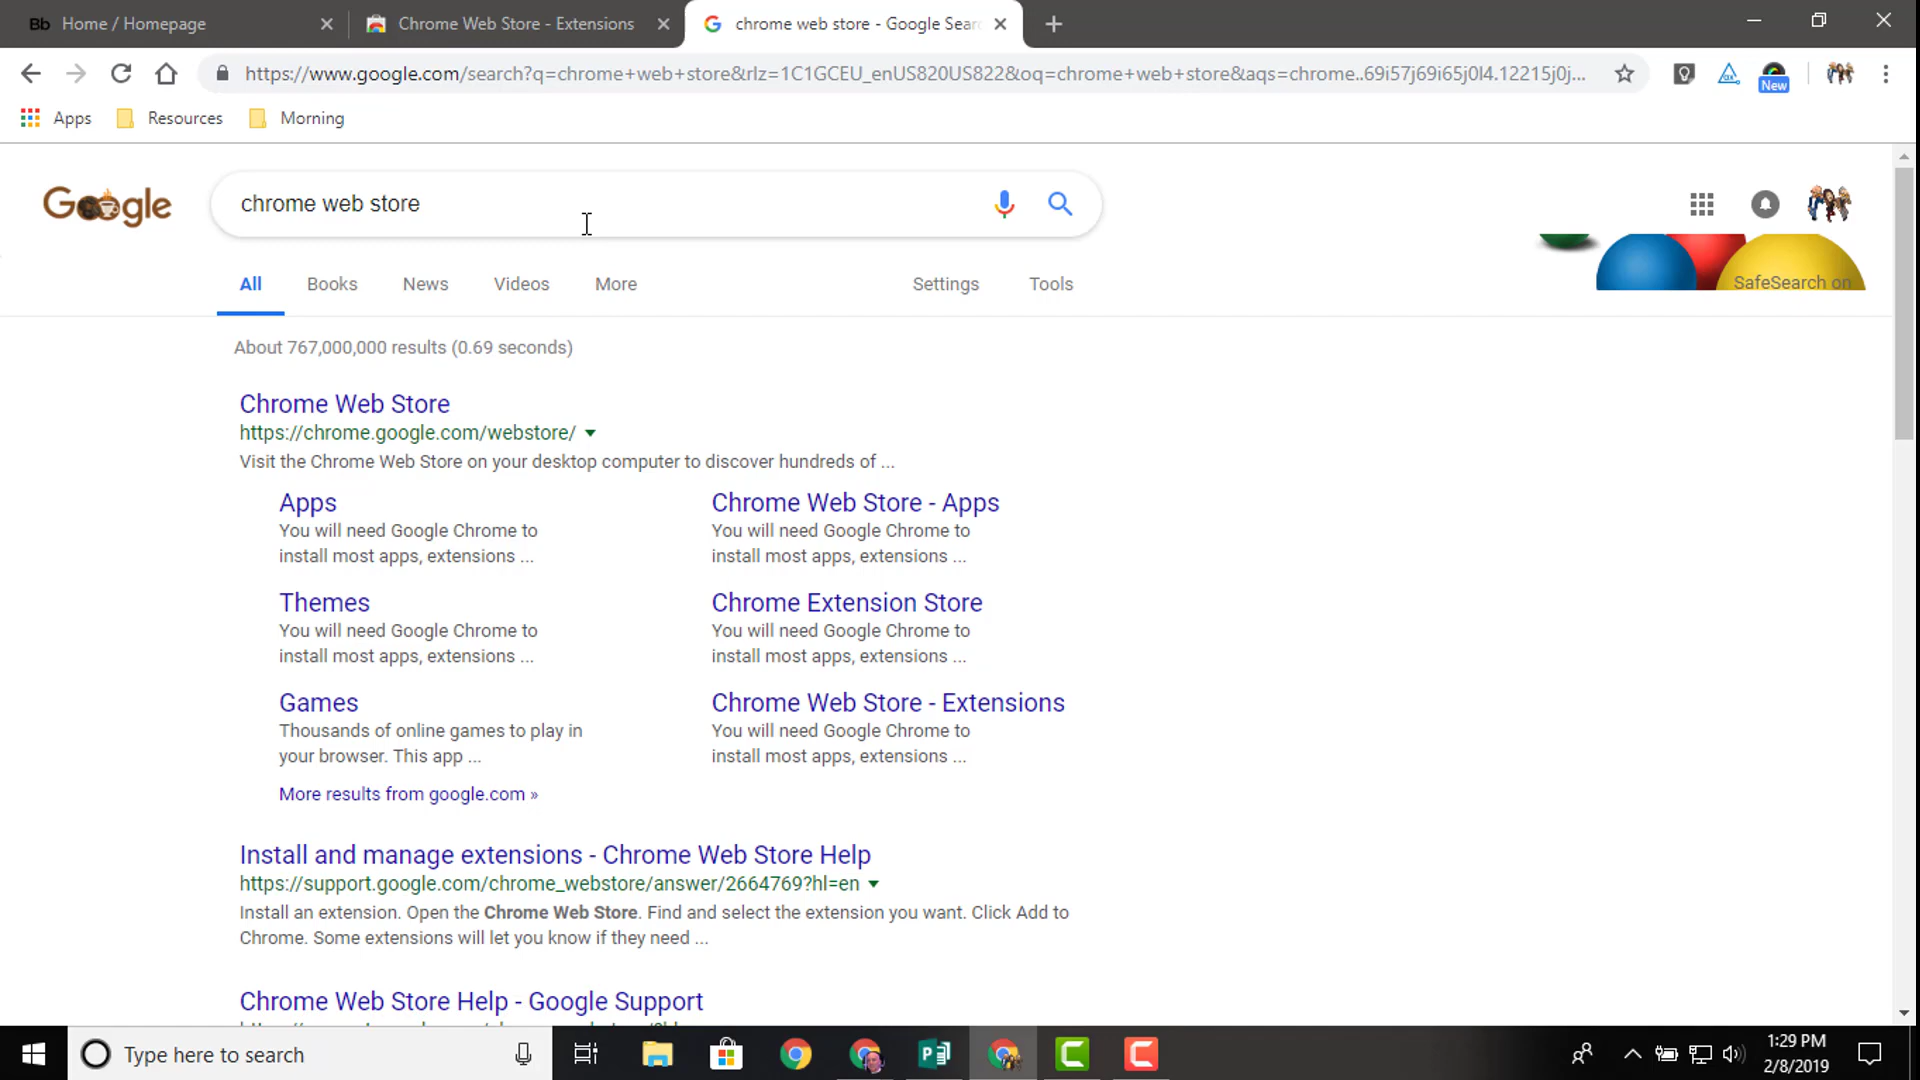 Bb Home / Homepage
Chrome Web Store - Extensions
chrome web store - Google Sear
https://www.google.com/search?q=chrome+web+store&rlz=1C1GCEU_enUS820US822&oq=chrome+web+store&aqs=chrome..69i57j69i65j0l4.12215j0j...
New
Apps
Resources
Morning
Google
chrome web store
All
Books
News
Videos
More
Settings
Tools
SafeSearch on
About 767,000,000 results (0.69 seconds)
Chrome Web Store
https://chrome.google.com/webstore/
Visit the Chrome Web Store on your desktop computer to discover hundreds of ...
Apps
You will need Google Chrome to
install most apps, extensions ...
Chrome Web Store - Apps
You will need Google Chrome to
install most apps, extensions ...
Themes
You will need Google Chrome to
install most apps, extensions ...
Chrome Extension Store
You will need Google Chrome to
install most apps, extensions ...
Games
Thousands of online games to play in
your browser. This app ...
Chrome Web Store - Extensions
You will need Google Chrome to
install most apps, extensions ...
More results from google.com »
Install and manage extensions - Chrome Web Store Help
https://support.google.com/chrome_webstore/answer/2664769?hl=en
Install an extension. Open the Chrome Web Store. Find and select the extension you want. Click Add to
Chrome. Some extensions will let you know if they need ...
Chrome Web Store Help - Google Support
Type here to search
1:29 PM
2/8/2019